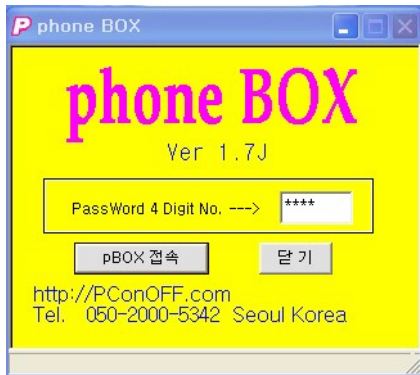 phone BOX
phone BOX
Ver 1.7J
PassWord 4 Digit No. --->
****
pBOX 접속
닫 기
http://PConOFF.com
Tel. 050-2000-5342 Seoul Korea